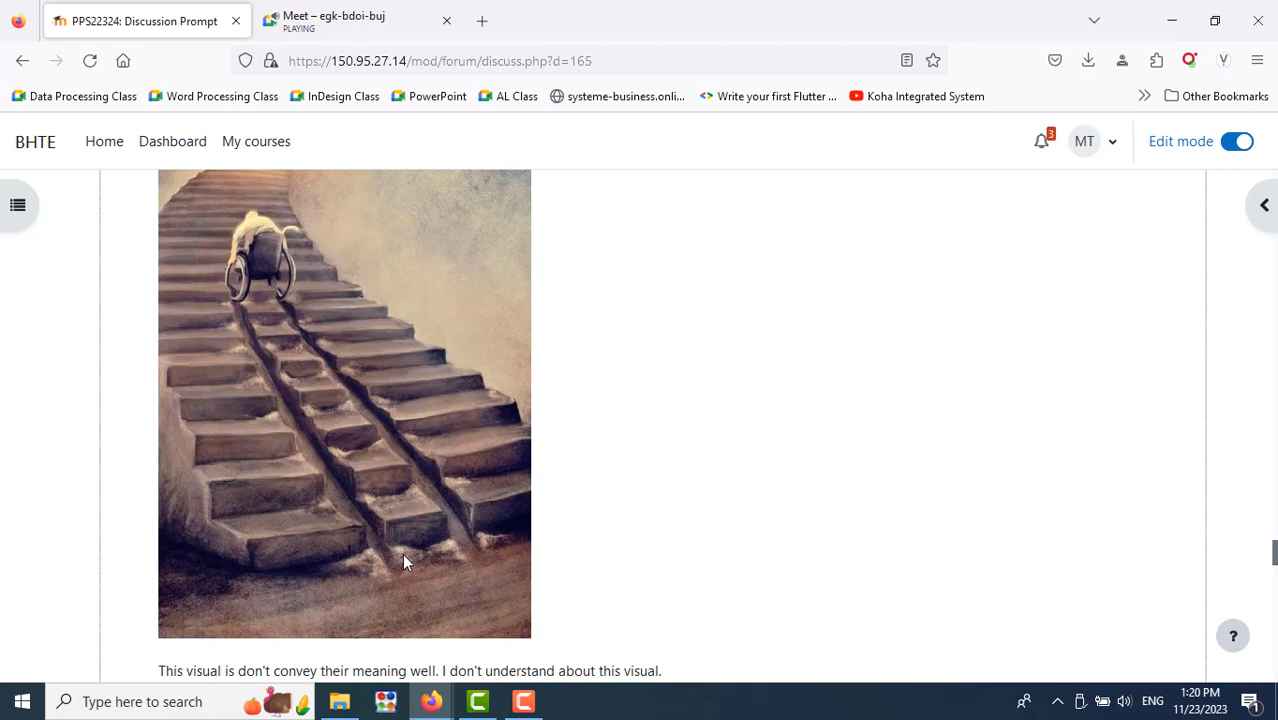 PPS22324: Discussion Prompt
Meet – egk-bdoi-buj
PLAYING
https://150.95.27.14/mod/forum/discuss.php?d=165
Data Processing Class
Word Processing Class
InDesign Class
PowerPoint
AL Class
systeme-business.onli...
Write your first Flutter ...
Koha Integrated System
Other Bookmarks
BHTE
Home
Dashboard
My courses
3
MT
Edit mode
This visual is don't convey their meaning well. I don't understand about this visual.
?
Type here to search
ENG
1:20 PM
11/23/2023
1